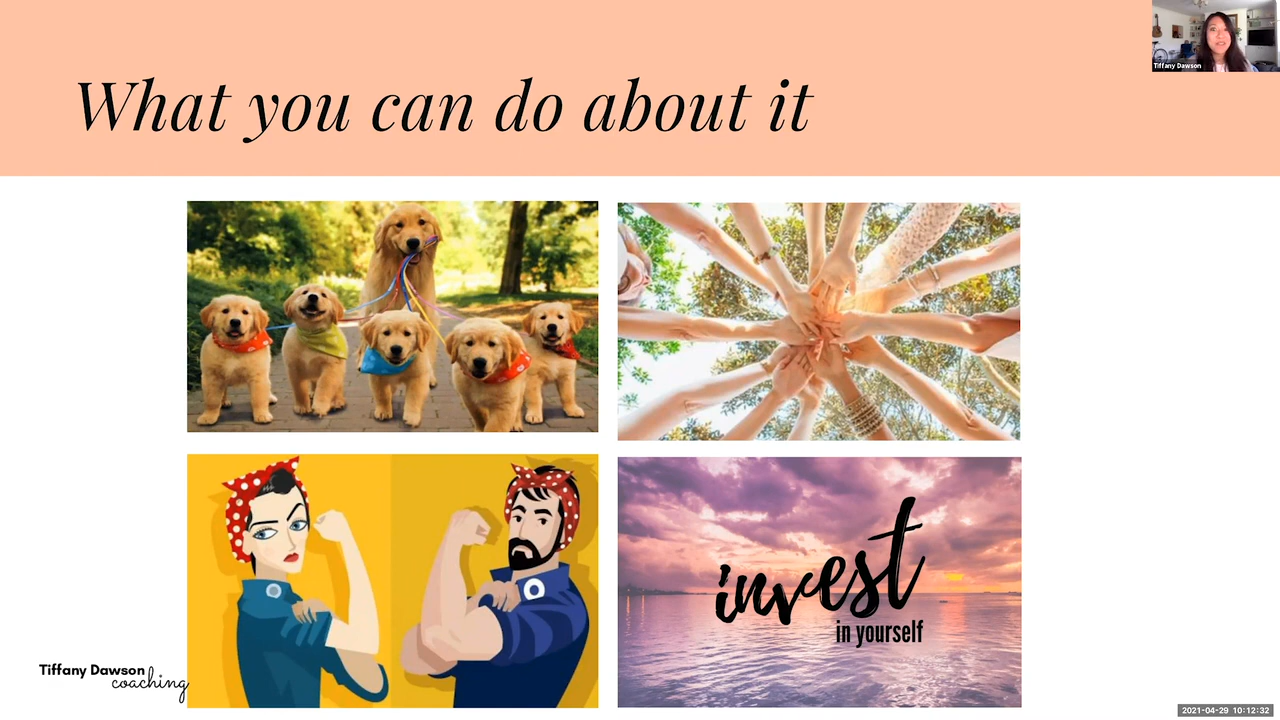 What you can do about it
Tiffany Dawson
invest
in yourself
Tiffany Dawson
coaching
2021-04-29 10:12:32